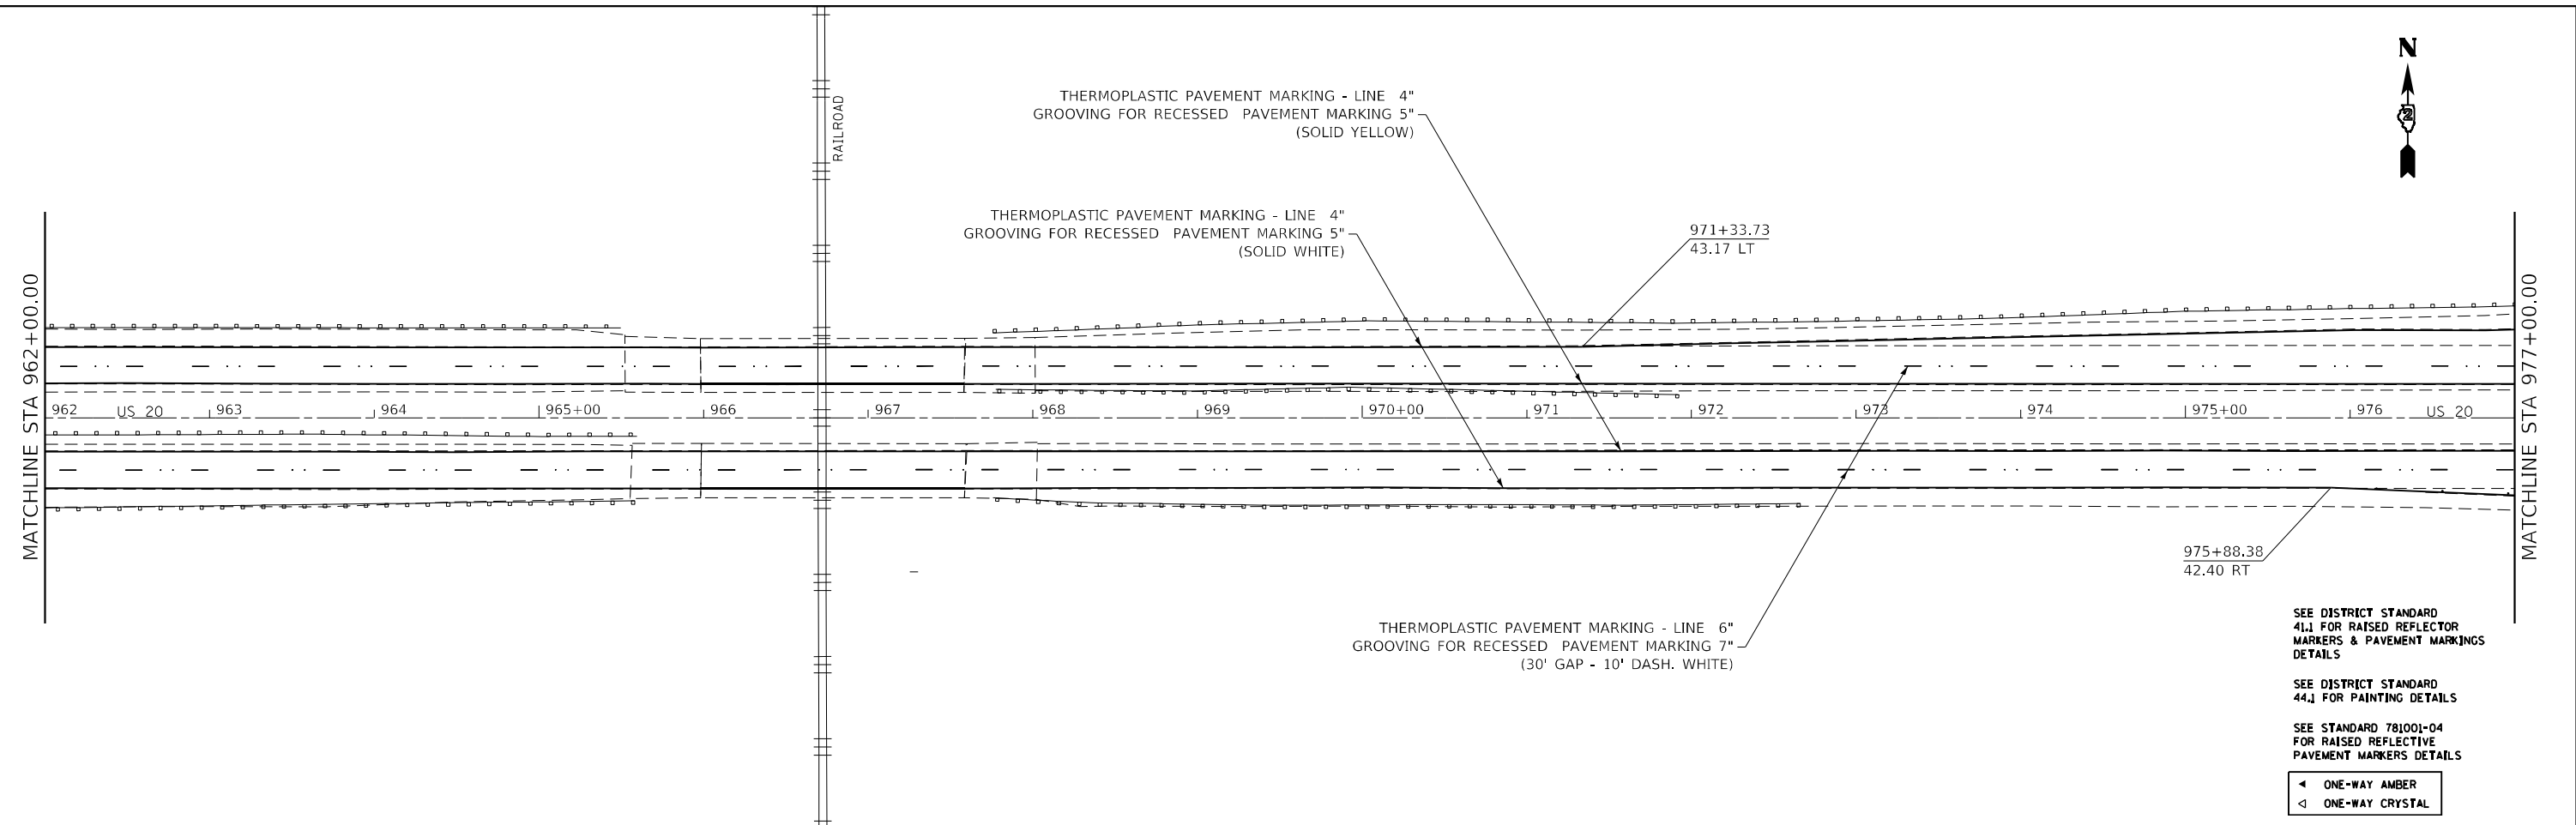 N
2
THERMOPLASTIC PAVEMENT MARKING - LINE 4"
GROOVING FOR RECESSED PAVEMENT MARKING 5"
(SOLID YELLOW)
RAILROAD
THERMOPLASTIC PAVEMENT MARKING - LINE 4"
GROOVING FOR RECESSED PAVEMENT MARKING 5"
(SOLID WHITE)
971+33.73
43.17 LT
MATCHLINE STA 962+00.00
MATCHLINE STA 977+00.00
962 US 20 963 964 965+00 966 967 968 969 970+00 971 972 973 974 975+00 976 US 20
975+88.38
42.40 RT
THERMOPLASTIC PAVEMENT MARKING - LINE 6"
GROOVING FOR RECESSED PAVEMENT MARKING 7"
(30' GAP - 10' DASH. WHITE)
SEE DISTRICT STANDARD
41.1 FOR RAISED REFLECTOR
MARKERS & PAVEMENT MARKINGS
DETAILS
SEE DISTRICT STANDARD
44.1 FOR PAINTING DETAILS
SEE STANDARD 781001-04
FOR RAISED REFLECTIVE
PAVEMENT MARKERS DETAILS
ONE-WAY AMBER
ONE-WAY CRYSTAL